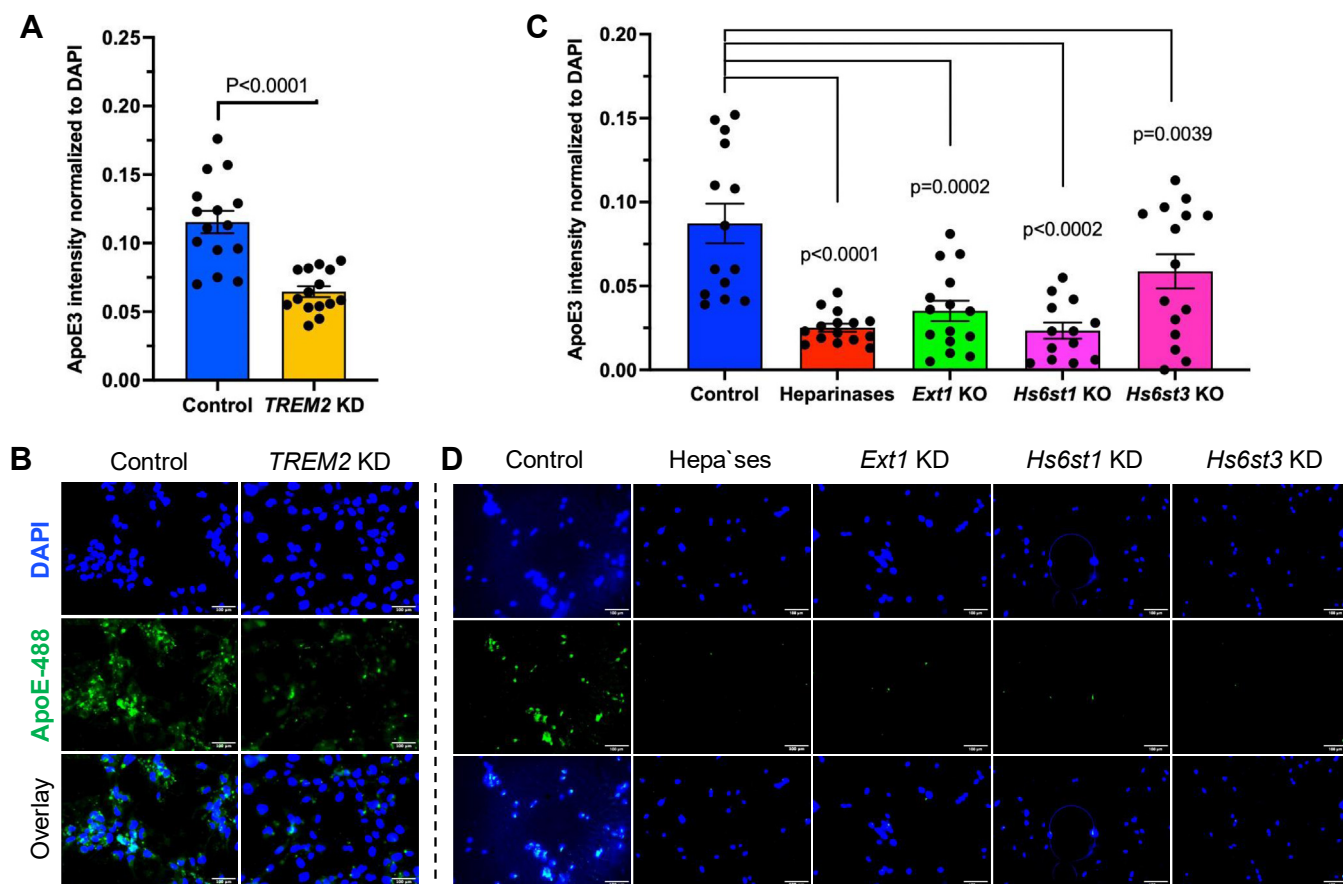 A
ApoE3 intensity normalized to DAPI
0.25
0.20
0.15
0.10
0.05
0.00
P<0.0001
Control
TREM2 KD
C
ApoE3 intensity normalized to DAPI
0.20
0.15
0.10
0.05
0.00
p<0.0001
p=0.0002
p<0.0002
p=0.0039
Control
Heparinases
Ext1 KO
Hs6st1 KO
Hs6st3 KO
B
Control
TREM2 KD
DAPI
ApoE-488
Overlay
D
Control
Hepa`ses
Ext1 KD
Hs6st1 KD
Hs6st3 KD